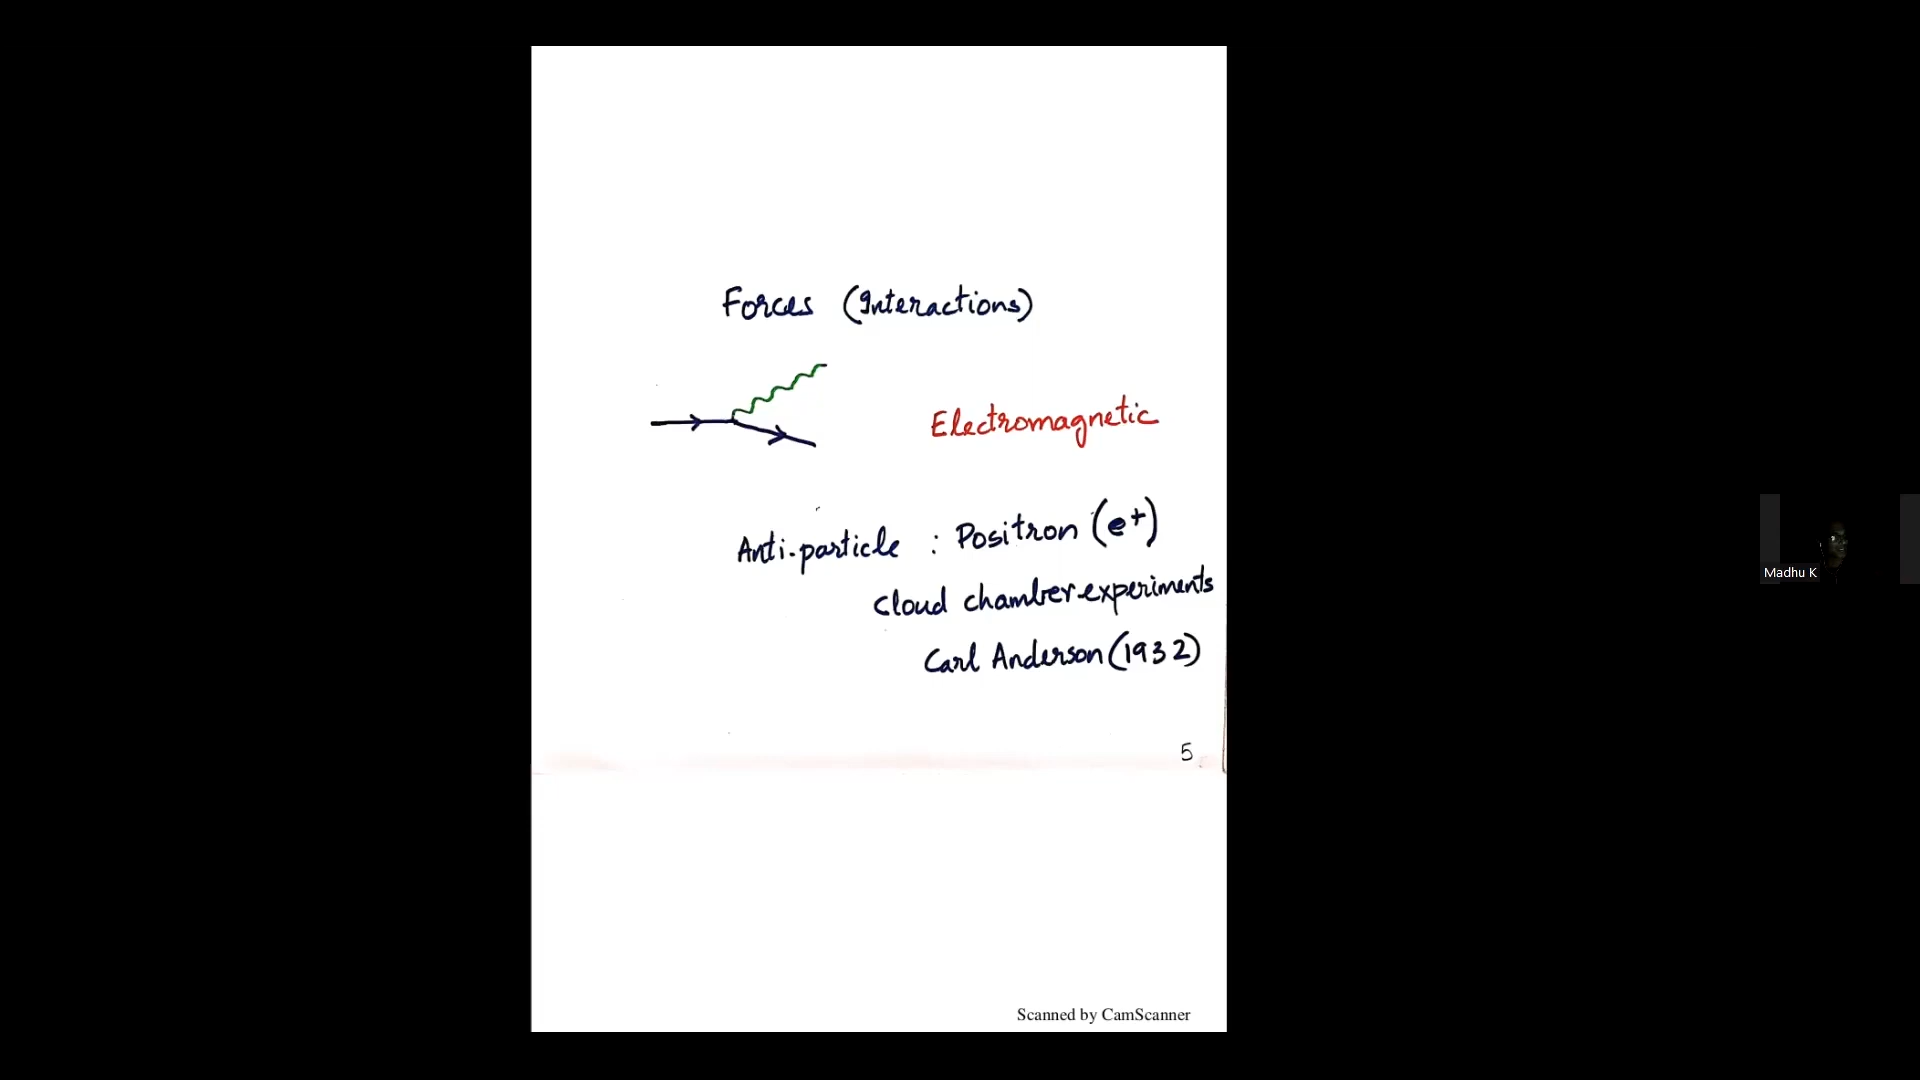 Forces (Interactions)
Electromagnetic
Anti-particle : Positron (e+)
Cloud chamber experiments
Carl Anderson (1932)
5
Scanned by CamScanner
Madhu K